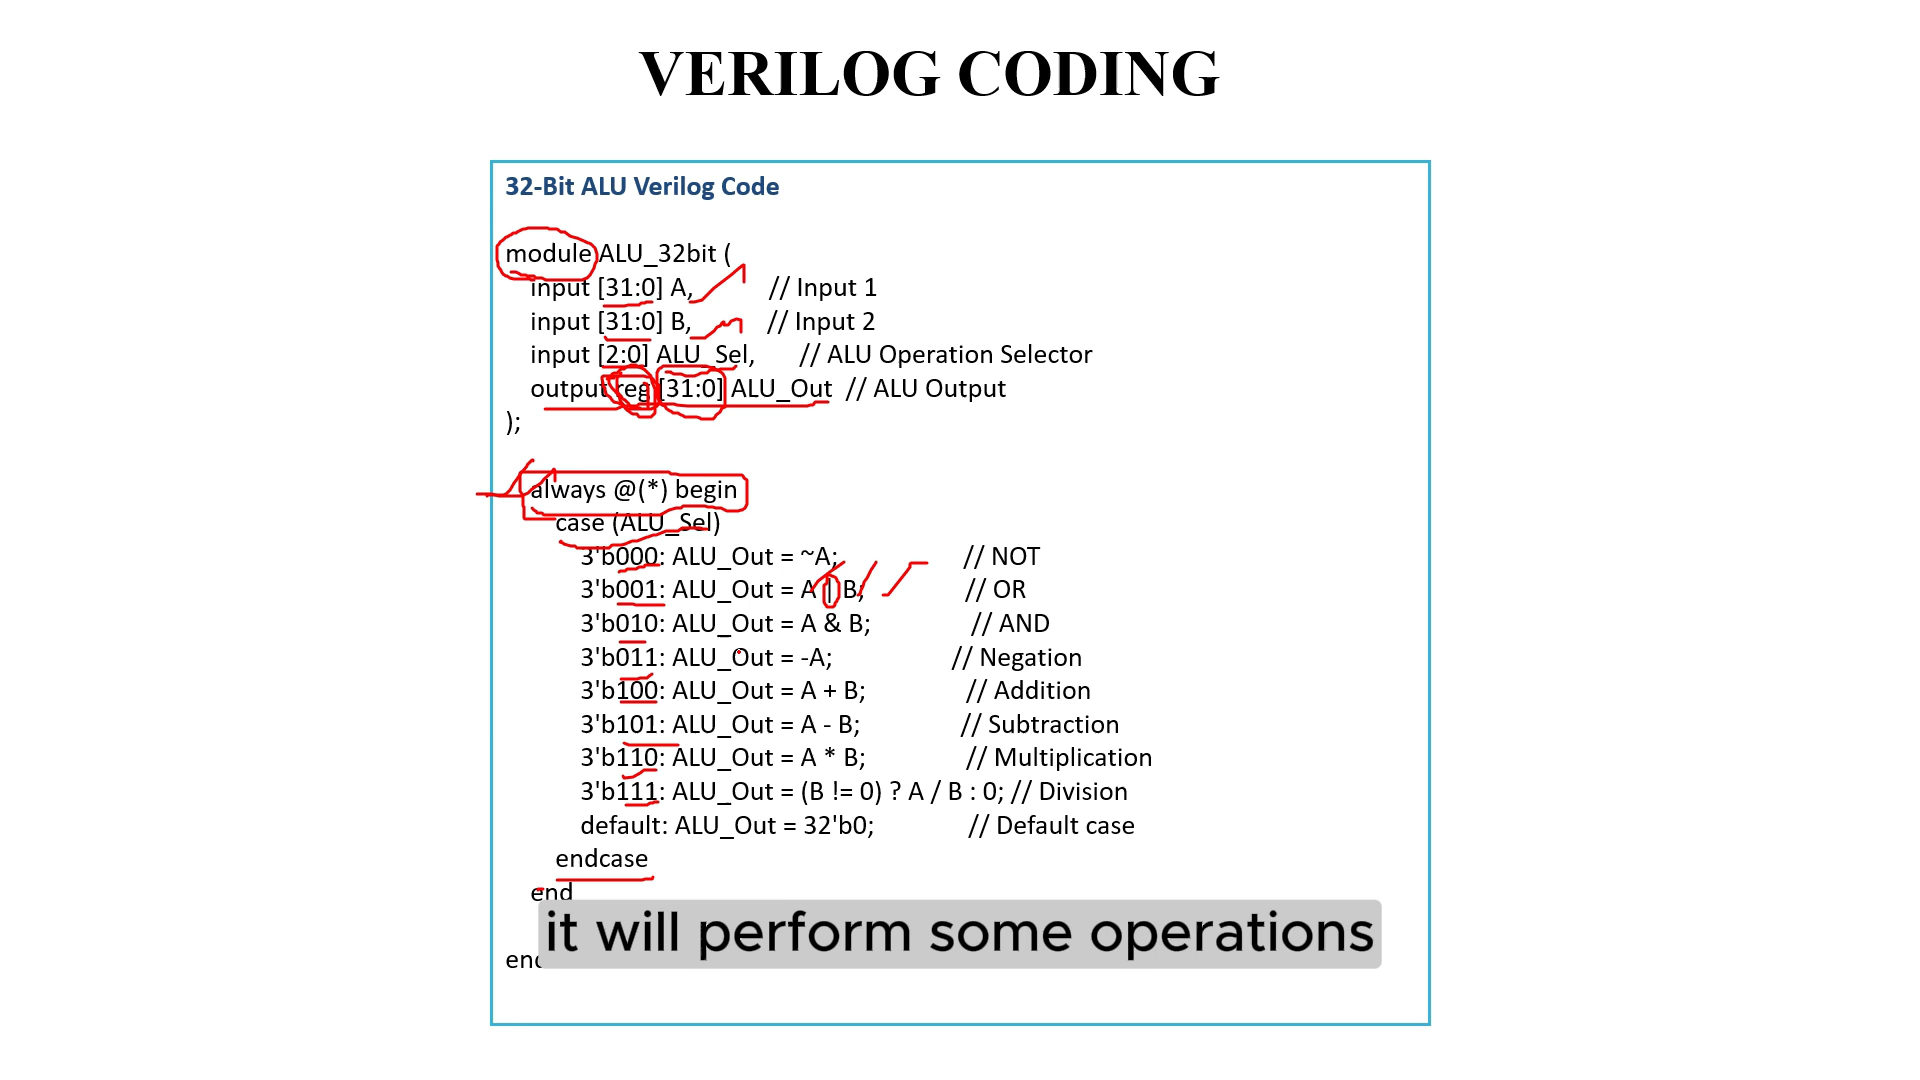 VERILOG CODING
32-Bit ALU Verilog Code
module ALU_32bit (
input [31:0] A, // Input 1
input [31:0] B, // Input 2
input [2:0] ALU_Sel, // ALU Operation Selector
output reg [31:0] ALU_Out // ALU Output
);
always @(*) begin
case (ALU_Sel)
3'b000: ALU_Out = ~A; // NOT
3'b001: ALU_Out = A | B; // OR
3'b010: ALU_Out = A & B; // AND
3'b011: ALU_Out = -A; // Negation
3'b100: ALU_Out = A + B; // Addition
3'b101: ALU_Out = A - B; // Subtraction
3'b110: ALU_Out = A * B; // Multiplication
3'b111: ALU_Out = (B != 0) ? A / B : 0; // Division
default: ALU_Out = 32'b0; // Default case
endcase
end
it will perform some operations